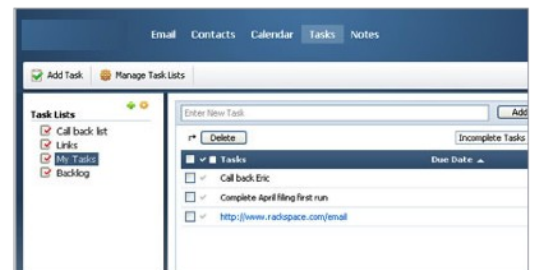 Email Contacts Calendar Tasks Notes
Add Task Manage Task Lists
Task Lists
Call back list
Links
My Tasks
Backlog
Enter New Task Add
Delete Incomplete Tasks
Tasks Due Date
Call back Eric
Complete April filing first run
http://www.rackspace.com/email